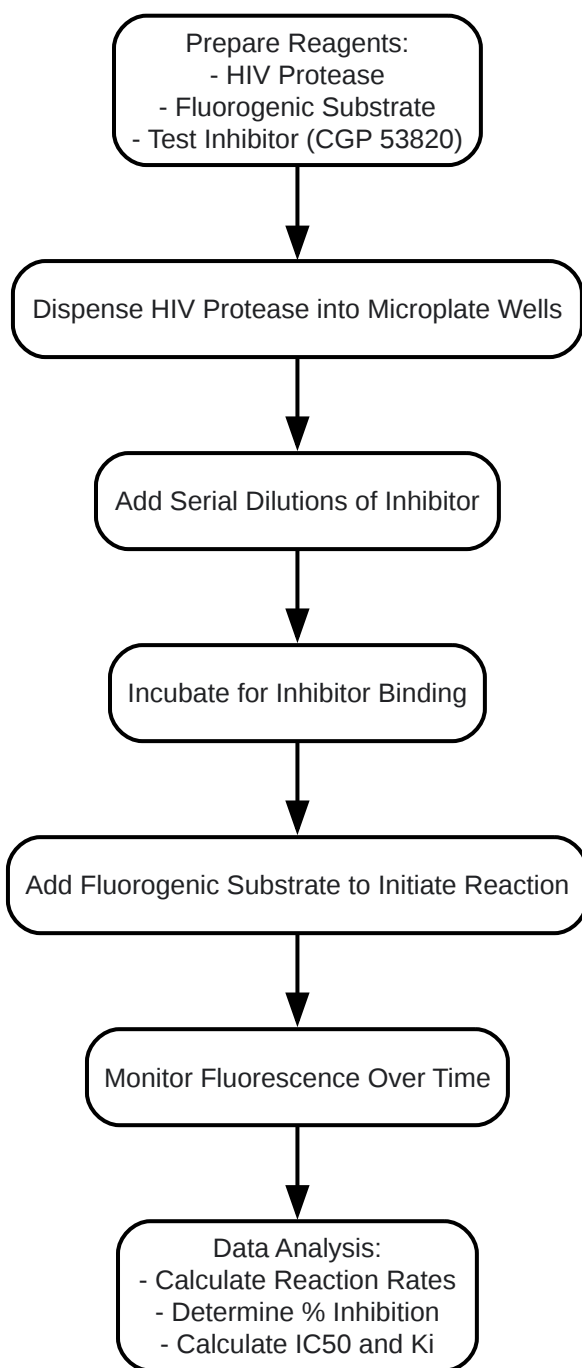 Prepare Reagents:
- HIV Protease
- Fluorogenic Substrate
- Test Inhibitor (CGP 53820)
Dispense HIV Protease into Microplate Wells
Add Serial Dilutions of Inhibitor
Incubate for Inhibitor Binding
Add Fluorogenic Substrate to Initiate Reaction
Monitor Fluorescence Over Time
Data Analysis:
- Calculate Reaction Rates
- Determine % Inhibition
- Calculate IC50 and Ki